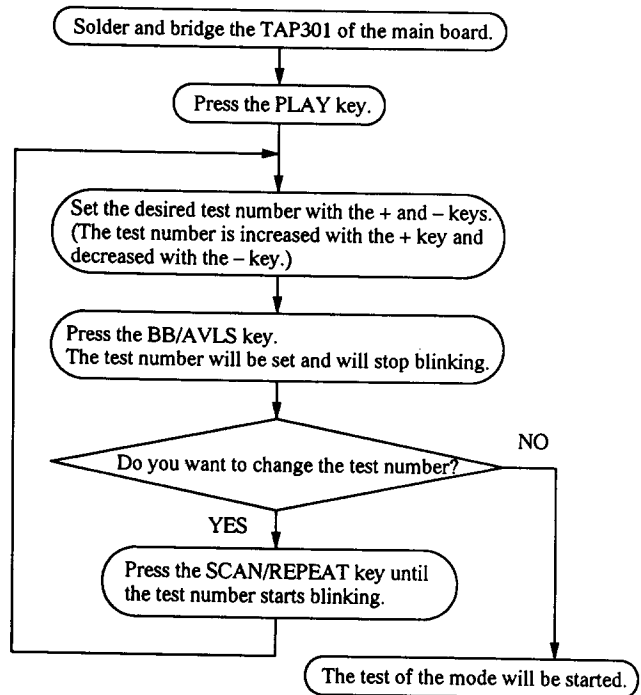 Solder and bridge the TAP301 of the main board.
Press the PLAY key.
Set the desired test number with the + and – keys.
(The test number is increased with the + key and
decreased with the – key.)
Press the BB/AVLS key.
The test number will be set and will stop blinking.
Do you want to change the test number?
NO
YES
Press the SCAN/REPEAT key until
the test number starts blinking.
The test of the mode will be started.